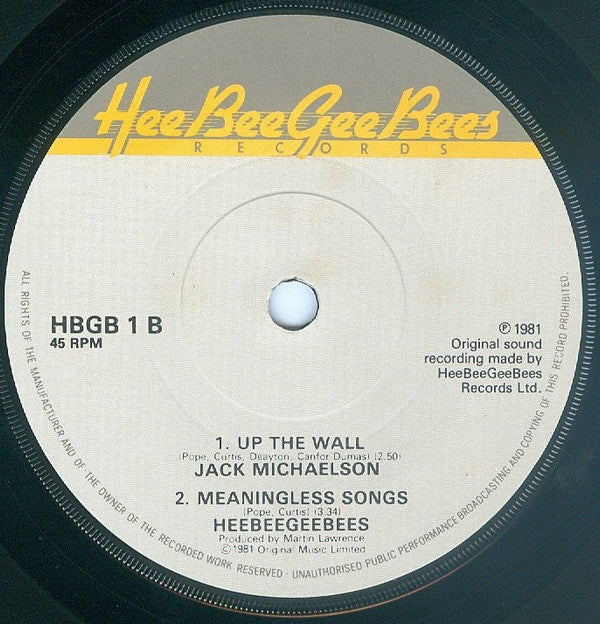 HeeBeeGeeBees
RECORDS
HBGB 1 B
45 RPM
℗ 1981
Original sound
recording made by
HeeBeeGeeBees
Records Ltd.
1. UP THE WALL
(Pope, Curtis, Deayton, Canter Dumas) (2.50)
JACK MICHAELSON
2. MEANINGLESS SONGS
(Pope, Curtis) (3.34)
HEEBEEGEEBEES
Produced by Martin Lawrence
©1981 Original Music Limited
ALL RIGHTS OF THE MANUFACTURER AND OF THE OWNER OF THE RECORDED WORK RESERVED - UNAUTHORISED PUBLIC PERFORMANCE BROADCASTING AND COPYING OF THIS RECORD PROHIBITED.